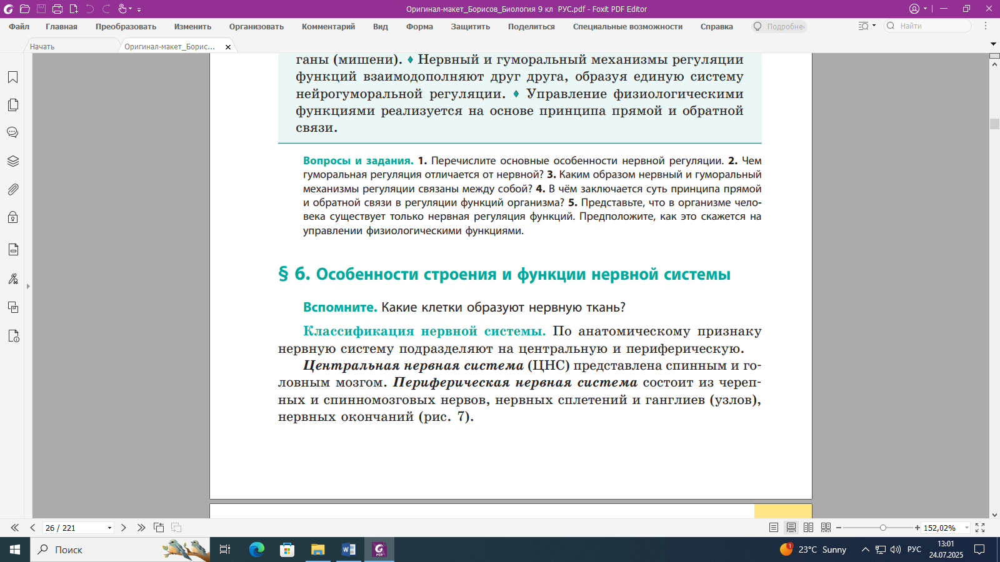 Оригинал-макет_Борисов_Биология 9 кл РУС.pdf - Foxit PDF Editor
Файл Главная Преобразовать Изменить Организовать Комментарий Вид Форма Защитить Поделиться Специальные возможности Справка Подробне Найти
Начать Оригинал-макет_Борис...
ганы (мишени). ♦ Нервный и гуморальный механизмы регуляции
функций взаимодополняют друг друга, образуя единую систему
нейрогуморальной регуляции. ♦ Управление физиологическими
функциями реализуется на основе принципа прямой и обратной
связи.
Вопросы и задания. 1. Перечислите основные особенности нервной регуляции. 2. Чем
гуморальная регуляция отличается от нервной? 3. Каким образом нервный и гуморальный
механизмы регуляции связаны между собой? 4. В чём заключается суть принципа прямой
и обратной связи в регуляции функций организма? 5. Представьте, что в организме чело-
века существует только нервная регуляция функций. Предположите, как это скажется на
управлении физиологическими функциями.
§ 6. Особенности строения и функции нервной системы
Вспомните. Какие клетки образуют нервную ткань?
Классификация нервной системы. По анатомическому признаку
нервную систему подразделяют на центральную и периферическую.
Центральная нервная система (ЦНС) представлена спинным и го-
ловным мозгом. Периферическая нервная система состоит из череп-
ных и спинномозговых нервов, нервных сплетений и ганглиев (узлов),
нервных окончаний (рис. 7).
26 / 221 152,02%
Поиск 23°C Sunny РУС 13:01
24.07.2025